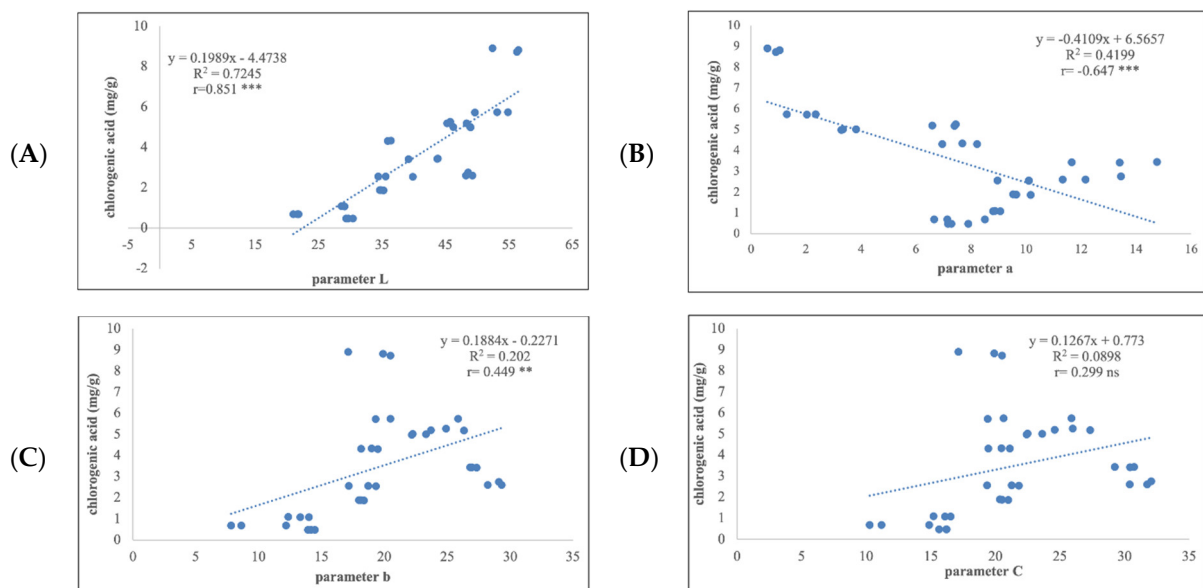 (A)
chlorogenic acid (mg/g)
10
8
6
4
2
0
-2
y = 0.1989x - 4.4738
R² = 0.7245
r=0.851 ***
-5 5 15 25 35 45 55 65
parameter L
(B)
chlorogenic acid (mg/g)
10
9
8
7
6
5
4
3
2
1
0
y = -0.4109x + 6.5657
R² = 0.4199
r= -0.647 ***
0 2 4 6 8 10 12 14 16
parameter a
(C)
chlorogenic acid (mg/g)
10
9
8
7
6
5
4
3
2
1
0
y = 0.1884x - 0.2271
R² = 0.202
r= 0.449 **
0 5 10 15 20 25 30 35
parameter b
(D)
chlorogenic acid (mg/g)
10
9
8
7
6
5
4
3
2
1
0
y = 0.1267x + 0.773
R² = 0.0898
r= 0.299 ns
0 5 10 15 20 25 30 35
parameter C